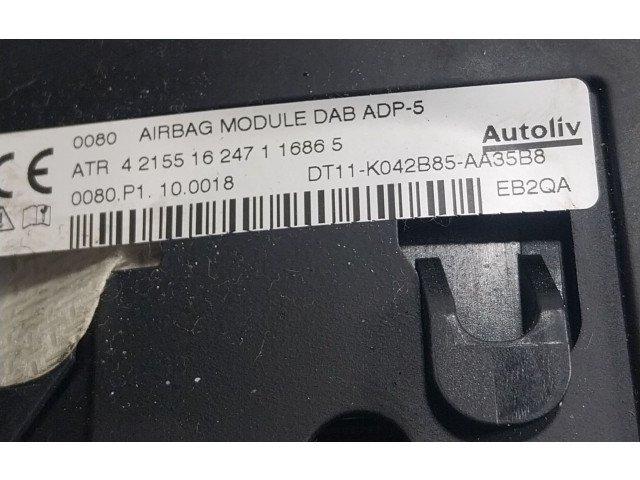 CE 0080 AIRBAG MODULE DAB ADP-5 Autoliv
ATR 4 2155 16 247 1 1686 5
0080.P1. 10.0018 DT11-K042B85-AA35B8
EB2QA